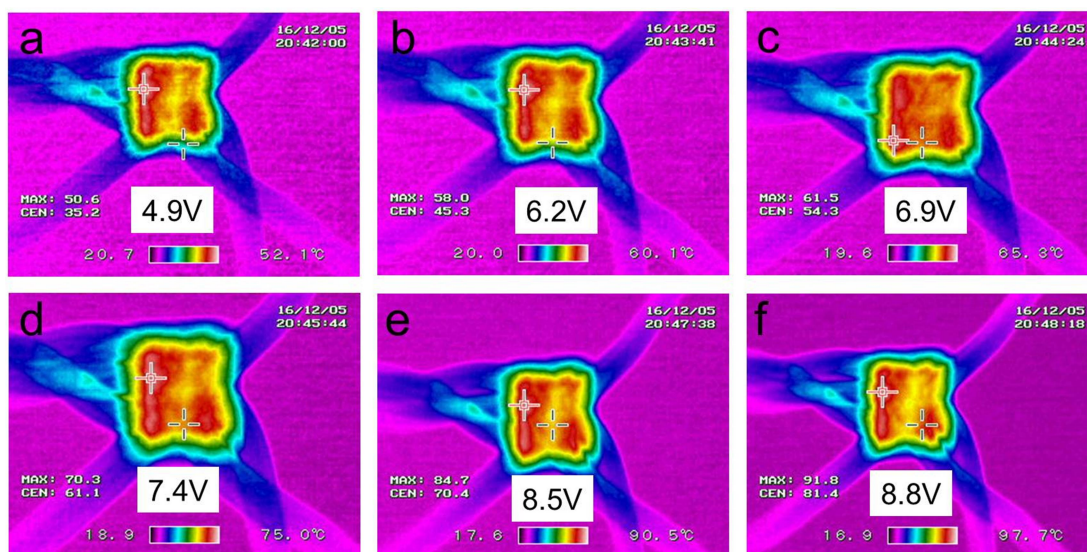 a
16/12/05
20:42:00
MAX: 50.6
CEN: 35.2
4.9V
20.7 52.1℃
b
16/12/05
20:43:41
MAX: 58.0
CEN: 45.3
6.2V
20.0 60.1℃
c
16/12/05
20:44:24
MAX: 61.5
CEN: 54.3
6.9V
19.6 65.3℃
d
16/12/05
20:45:44
MAX: 70.3
CEN: 61.1
7.4V
18.9 75.0℃
e
16/12/05
20:47:38
MAX: 84.7
CEN: 70.4
8.5V
17.6 90.5℃
f
16/12/05
20:48:18
MAX: 91.8
CEN: 81.4
8.8V
16.9 97.7℃